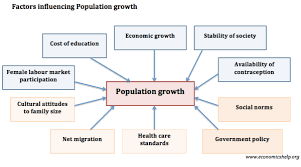 Factors influencing Population growth
Economic growth
Stability of society
Cost of education
Availability of
contraception
Female labour market
participation
Population growth
Cultural attitudes
to family size
Social norms
Net migration
Health care
standards
Government policy
www.economicshelp.org